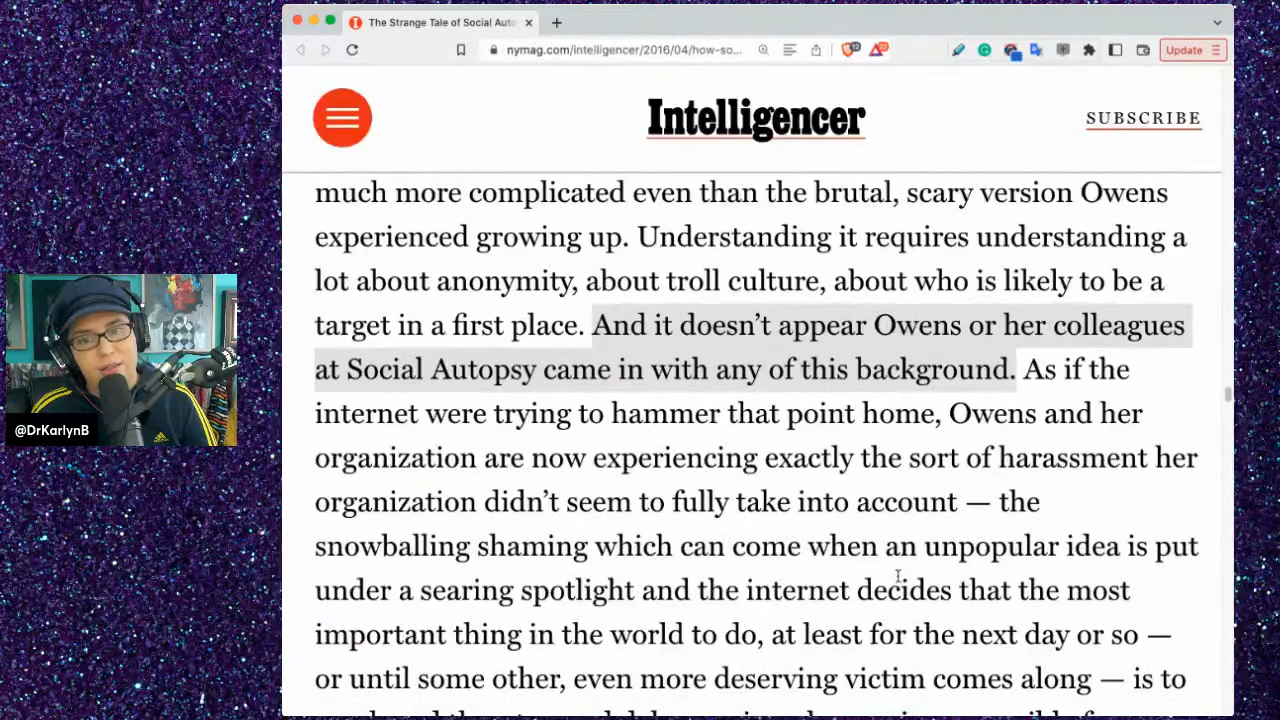 The Strange Tale of Social Auto
nymag.com/intelligencer/2016/04/how-so...
12
Update
Intelligencer
SUBSCRIBE
much more complicated even than the brutal, scary version Owens
experienced growing up. Understanding it requires understanding a
lot about anonymity, about troll culture, about who is likely to be a
target in a first place. And it doesn’t appear Owens or her colleagues
at Social Autopsy came in with any of this background. As if the
internet were trying to hammer that point home, Owens and her
organization are now experiencing exactly the sort of harassment her
organization didn’t seem to fully take into account — the
snowballing shaming which can come when an unpopular idea is put
under a searing spotlight and the internet decides that the most
important thing in the world to do, at least for the next day or so —
or until some other, even more deserving victim comes along — is to
@DrKarlynB